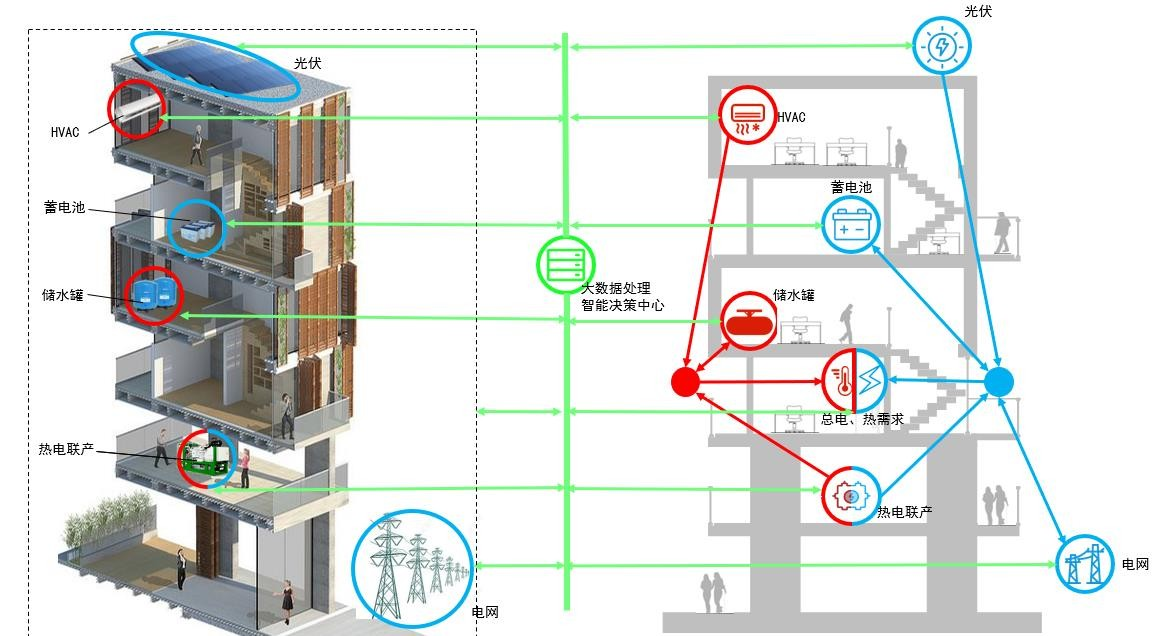 光伏
光伏
HVAC
HVAC
蓄电池
蓄电池
储水罐
大数据处理
智能决策中心
储水罐
总电、热需求
热电联产
热电联产
电网
电网